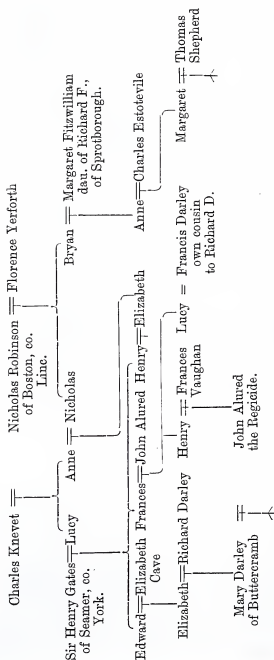 Charles Knevet =
Nicholas Robinson = Florence Yerforth
of Boston, co.
Linc.
Sir Henry Gates = Lucy
of Seamer, co.
York.
Anne = Nicholas
Bryan = Margaret Fitzwilliam
dau. of Richard F.,
of Sprotborough.
Edward = Elizabeth
Cave
Frances = John Alured
Henry = Elizabeth
Anne = Charles Estotevile
Elizabeth = Richard Darley
Henry = Frances
Vaughan
Lucy = Francis Darley
own cousin
to Richard D.
Margaret = Thomas
Shepherd
Mary Darley =
of Buttercramb
John Alured
the Regicide.